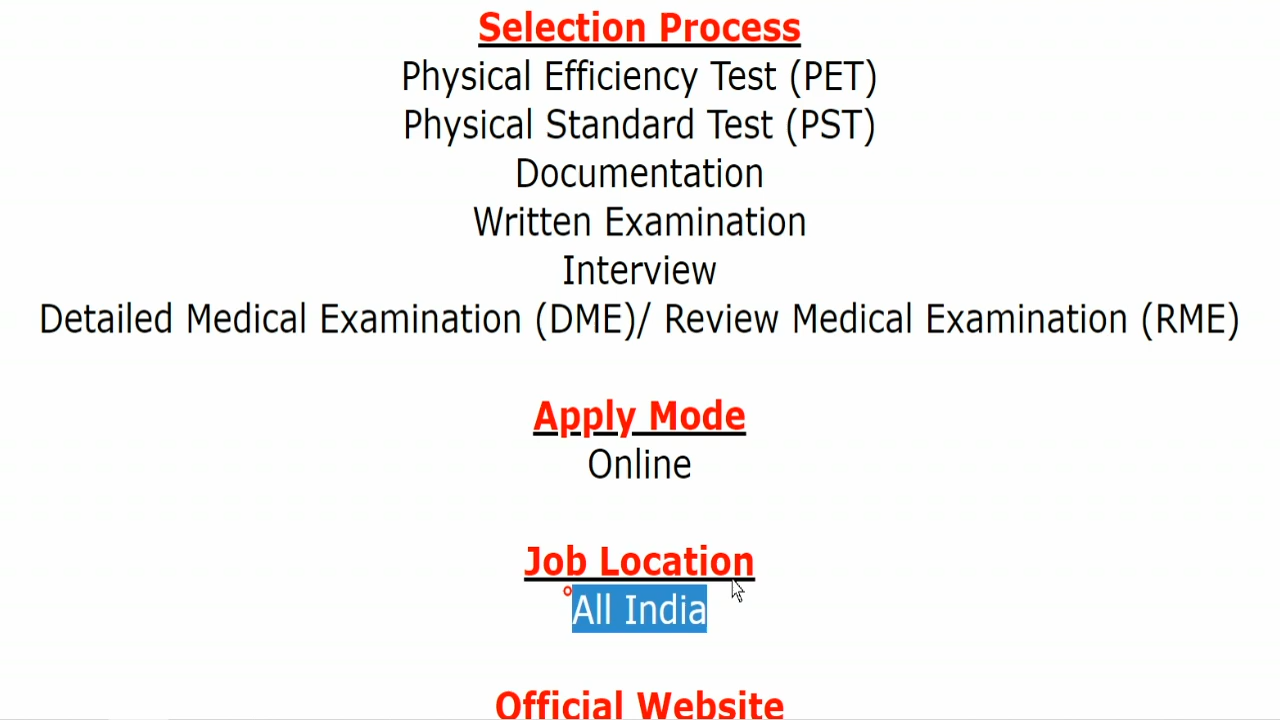 Selection Process
Physical Efficiency Test (PET)
Physical Standard Test (PST)
Documentation
Written Examination
Interview
Detailed Medical Examination (DME)/ Review Medical Examination (RME)
Apply Mode
Online
Job Location
All India
Official Website